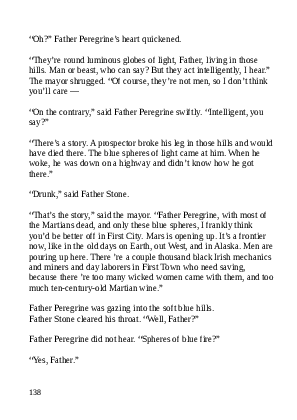 “Oh?” Father Peregrine’s heart quickened.
“They’re round luminous globes of light, Father, living in those
hills. Man or beast, who can say? But they act intelligently, I hear.”
The mayor shrugged. “Of course, they’re not men, so I don’t think
you’ll care —
“On the contrary,” said Father Peregrine swiftly. “Intelligent, you
say?”
“There’s a story. A prospector broke his leg in those hills and would
have died there. The blue spheres of light came at him. When he
woke, he was down on a highway and didn’t know how he got
there.”
“Drunk,” said Father Stone.
“That’s the story,” said the mayor. “Father Peregrine, with most of
the Martians dead, and only these blue spheres, I frankly think
you’d be better off in First City. Mars is opening up. It’s a frontier
now, like in the old days on Earth, out West, and in Alaska. Men are
pouring up here. There ’re a couple thousand black Irish mechanics
and miners and day laborers in First Town who need saving,
because there ’re too many wicked women came with them, and too
much ten-century-old Martian wine.”
Father Peregrine was gazing into the soft blue hills.
Father Stone cleared his throat. “Well, Father?”
Father Peregrine did not hear. “Spheres of blue fire?”
“Yes, Father.”
138